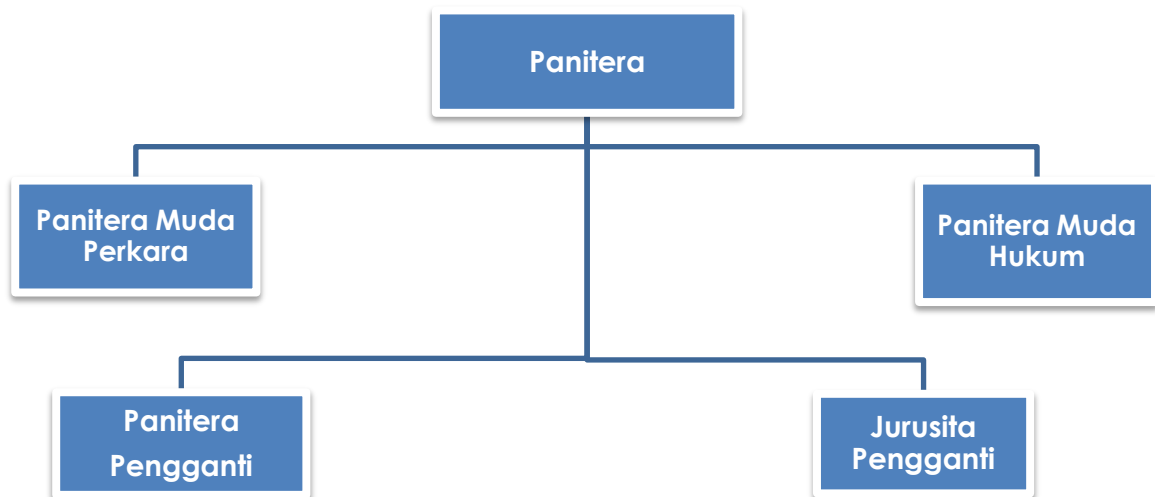 Panitera
Panitera Muda
Perkara
Panitera Muda
Hukum
Panitera
Pengganti
Jurusita
Pengganti